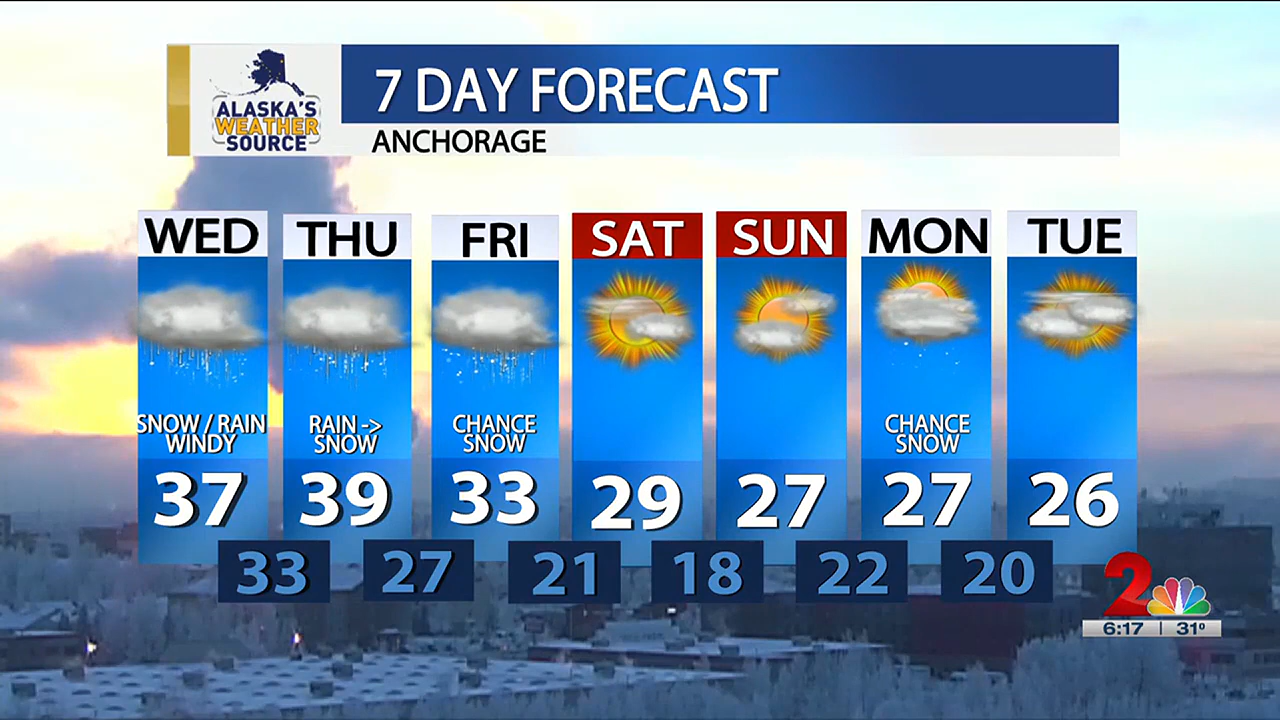 ALASKA'S
WEATHER
SOURCE
7 DAY FORECAST
ANCHORAGE
WED THU FRI SAT SUN MON TUE
SNOW / RAIN
WINDY
RAIN ->
SNOW
CHANCE
SNOW
CHANCE
SNOW
37 39 33 29 27 27 26
33 27 21 18 22 20
2
6:17 | 31º